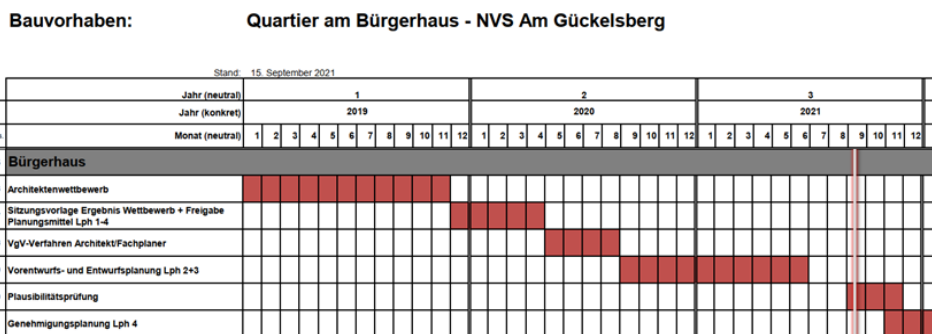 Bauvorhaben: Quartier am Bürgerhaus - NVS Am Gückelsberg
Stand: 15. September 2021
Jahr (neutral) 1 2 3
Jahr (konkret) 2019 2020 2021
Monat (neutral) 1 2 3 4 5 6 7 8 9 10 11 12 1 2 3 4 5 6 7 8 9 10 11 12 1 2 3 4 5 6 7 8 9 10 11 12
Bürgerhaus
Architektenwettbewerb
Sitzungsvorlage Ergebnis Wettbewerb + Freigabe
Planungsmittel Lph 1-4
VgV-Verfahren Architekt/Fachplaner
Vorentwurfs- und Entwurfsplanung Lph 2+3
Plausibilitätsprüfung
Genehmigungsplanung Lph 4